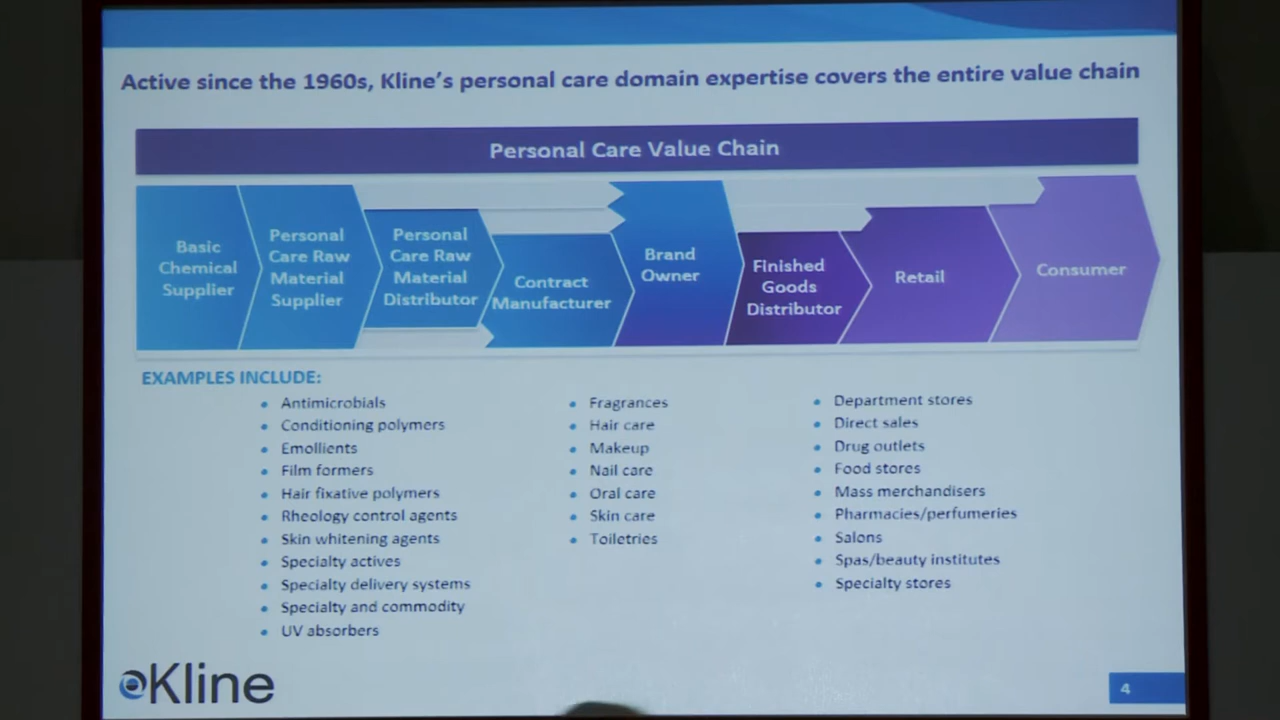 Active since the 1960s, Kline's personal care domain expertise covers the entire value chain
Personal Care Value Chain
Basic
Chemical
Supplier
Personal
Care Raw
Material
Supplier
Personal
Care Raw
Material
Distributor
Contract
Manufacturer
Brand
Owner
Finished
Goods
Distributor
Retail
Consumer
EXAMPLES INCLUDE:
• Antimicrobials
• Conditioning polymers
• Emollients
• Film formers
• Hair fixative polymers
• Rheology control agents
• Skin whitening agents
• Specialty actives
• Specialty delivery systems
• Specialty and commodity
• UV absorbers
• Fragrances
• Hair care
• Makeup
• Nail care
• Oral care
• Skin care
• Toiletries
• Department stores
• Direct sales
• Drug outlets
• Food stores
• Mass merchandisers
• Pharmacies/perfumeries
• Salons
• Spas/beauty institutes
• Specialty stores
Kline
4